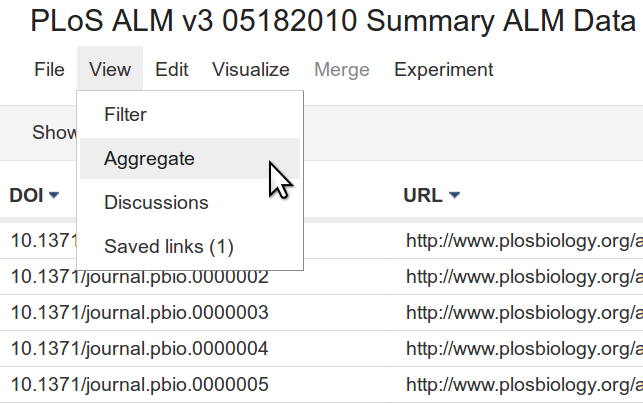 PLoS ALM v3 05182010 Summary ALM Data
File View Edit Visualize Merge Experiment
Filter
Show
Aggregate
DOI URL
Discussions
Saved links (1)
10.1371 http://www.plosbiology.org/a
10.1371/journal.pbio.0000002 http://www.plosbiology.org/a
10.1371/journal.pbio.0000003 http://www.plosbiology.org/a
10.1371/journal.pbio.0000004 http://www.plosbiology.org/a
10.1371/journal.pbio.0000005 http://www.plosbiology.org/a